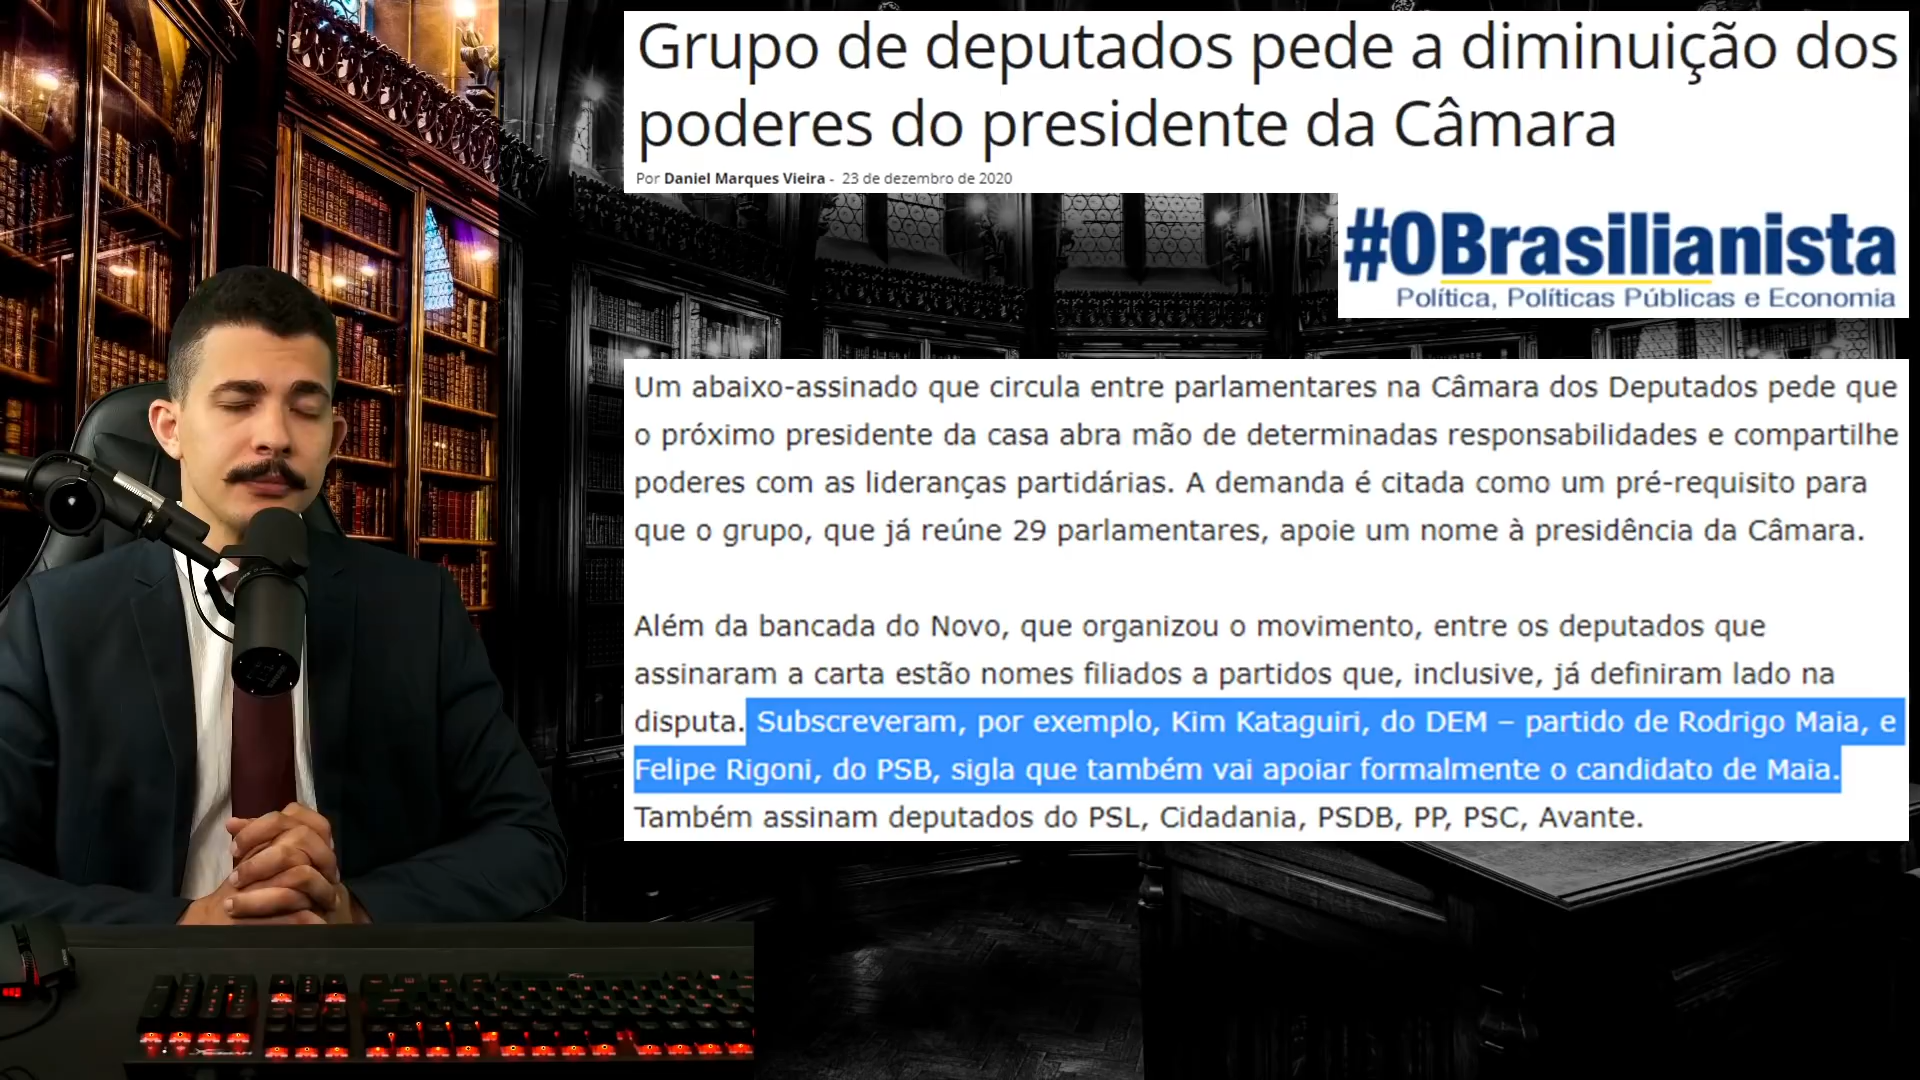 Grupo de deputados pede a diminuição dos
poderes do presidente da Câmara
Por Daniel Marques Vieira - 23 de dezembro de 2020
#OBrasilianista
Política, Políticas Públicas e Economia
Um abaixo-assinado que circula entre parlamentares na Câmara dos Deputados pede que
o próximo presidente da casa abra mão de determinadas responsabilidades e compartilhe
poderes com as lideranças partidárias. A demanda é citada como um pré-requisito para
que o grupo, que já reúne 29 parlamentares, apoie um nome à presidência da Câmara.
Além da bancada do Novo, que organizou o movimento, entre os deputados que
assinaram a carta estão nomes filiados a partidos que, inclusive, já definiram lado na
disputa. Subscreveram, por exemplo, Kim Kataguiri, do DEM – partido de Rodrigo Maia, e
Felipe Rigoni, do PSB, sigla que também vai apoiar formalmente o candidato de Maia.
Também assinam deputados do PSL, Cidadania, PSDB, PP, PSC, Avante.